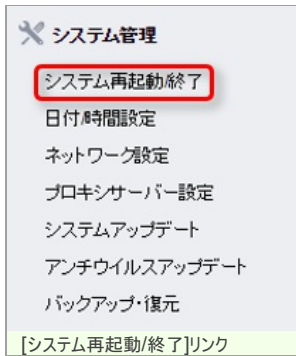 システム管理
システム再起動/終了
日付/時間設定
ネットワーク設定
プロキシサーバー設定
システムアップデート
アンチウイルスアップデート
バックアップ・復元
[システム再起動/終了]リンク